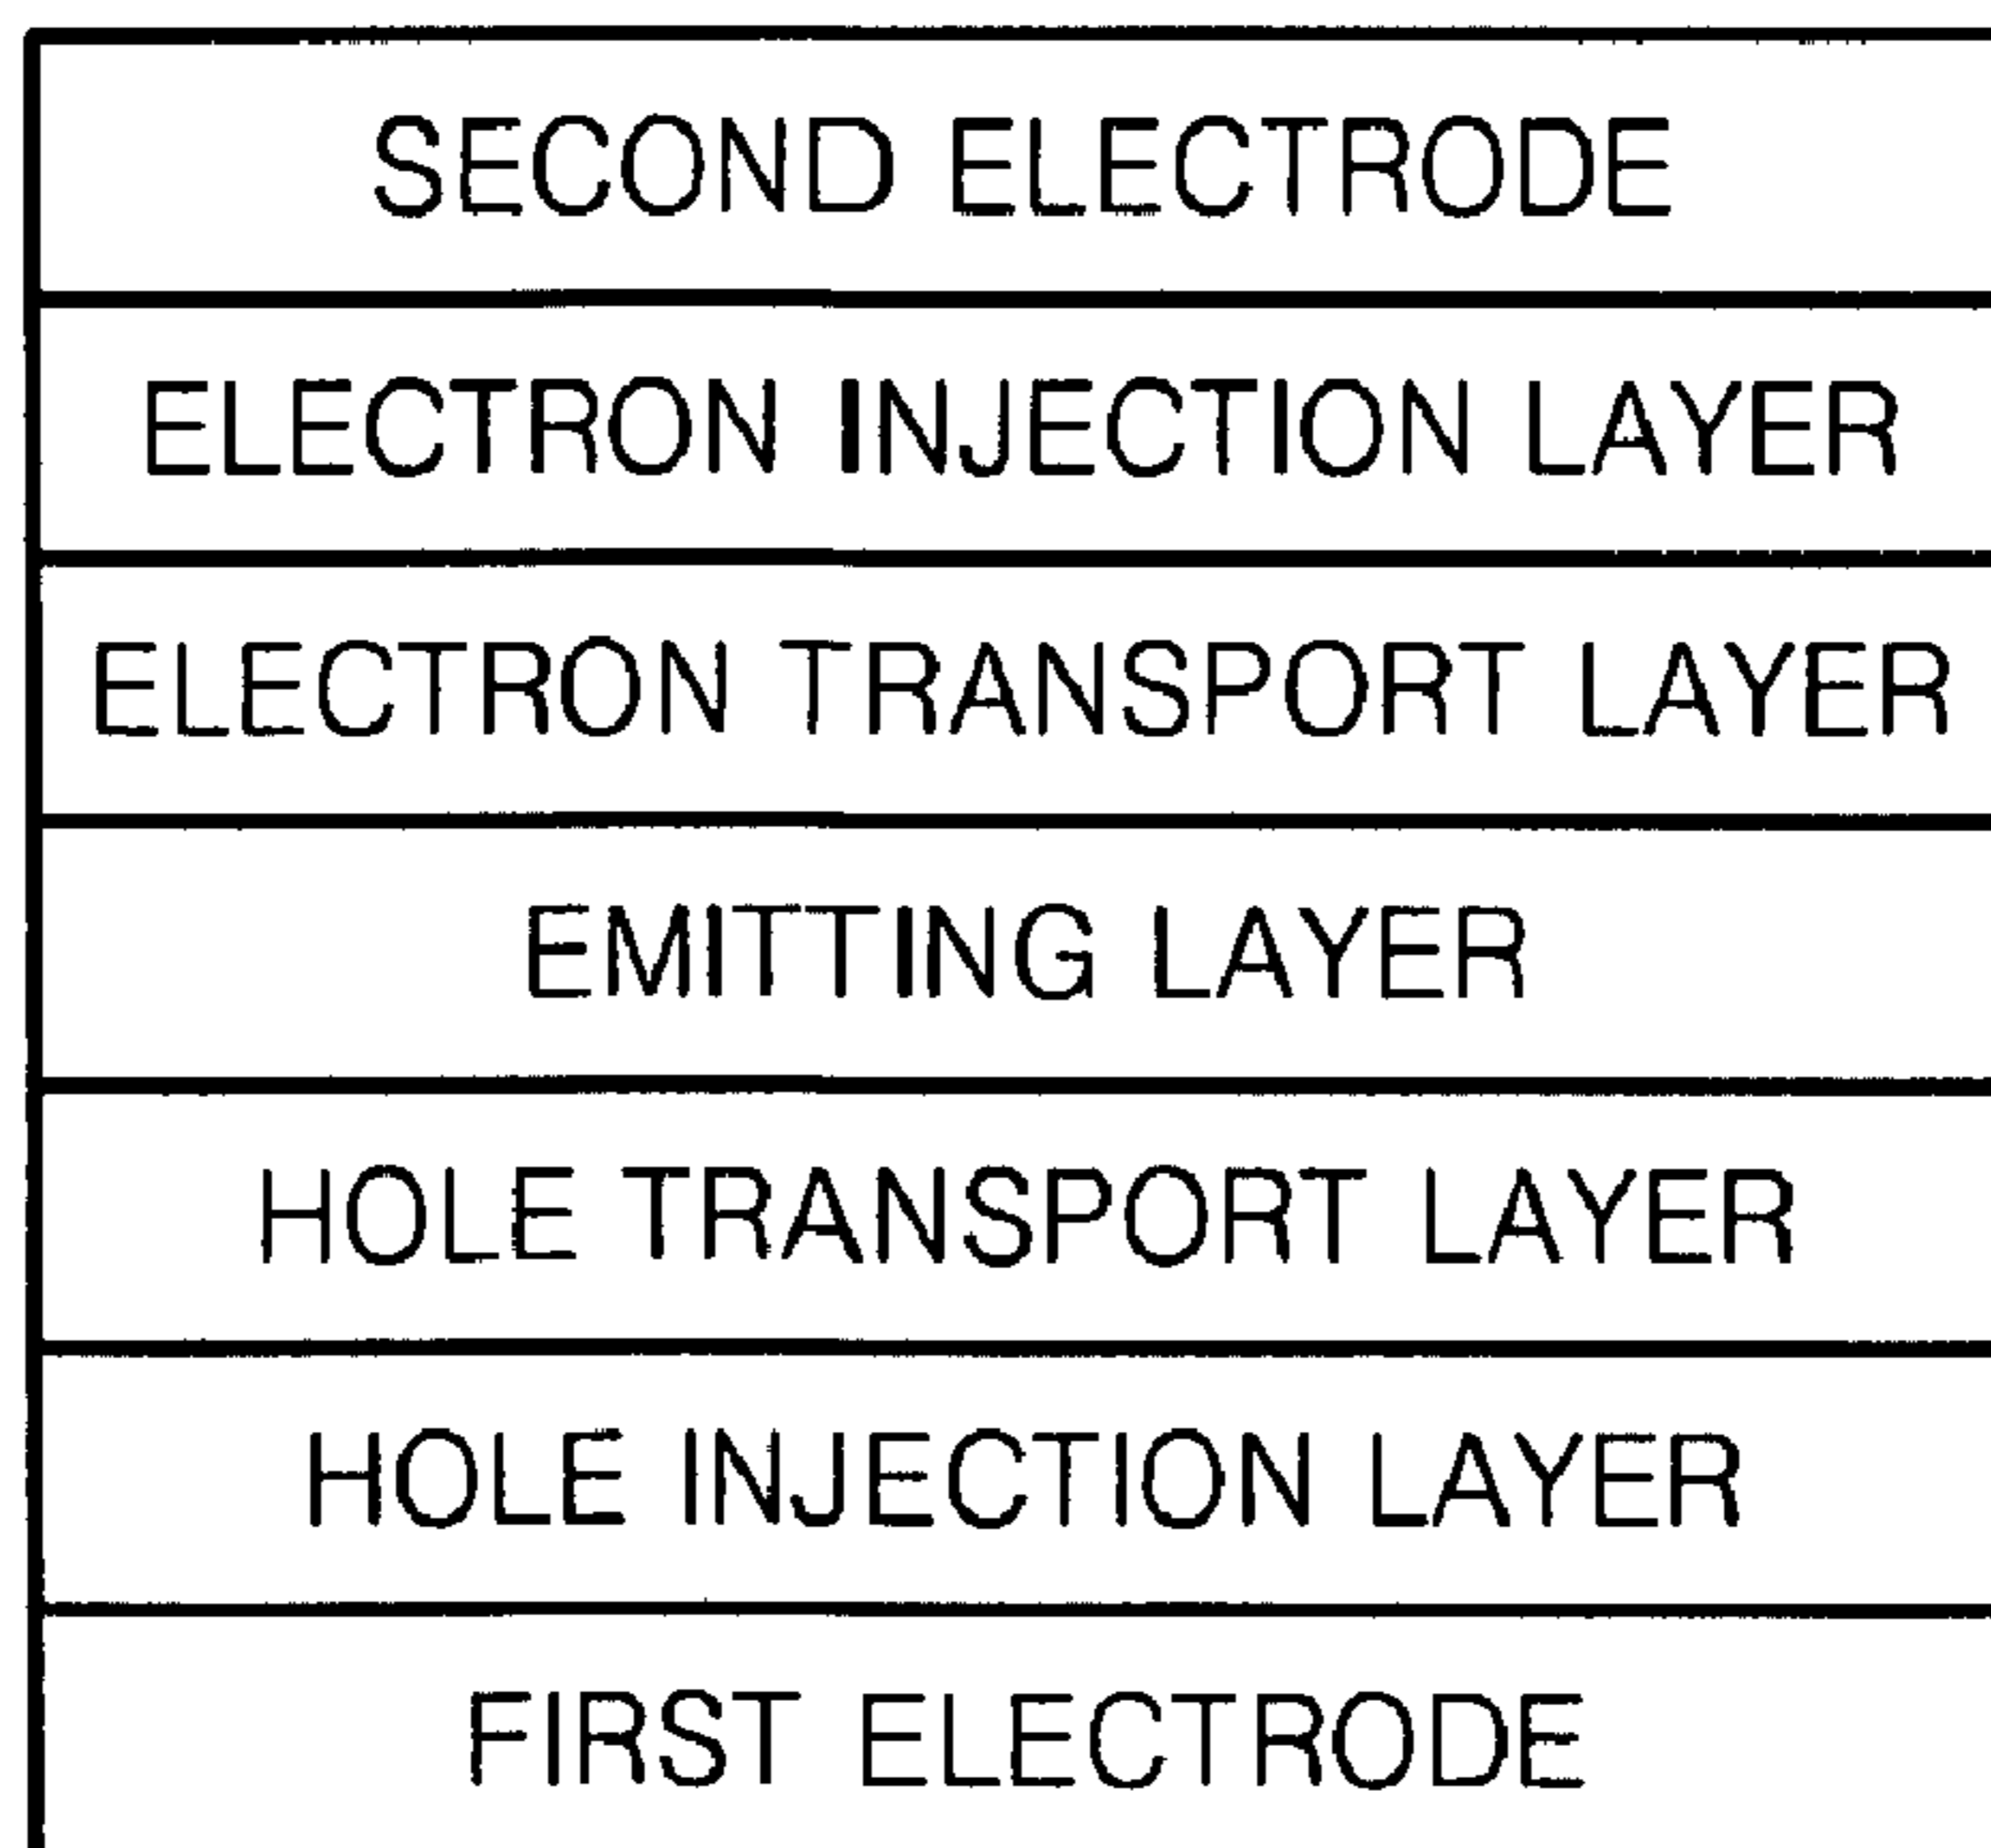 SECOND ELECTRODE
ELECTRON INJECTION LAYER
ELECTRON TRANSPORT LAYER
EMITTING LAYER
HOLE TRANSPORT LAYER
HOLE INJECTION LAYER
FIRST ELECTRODE